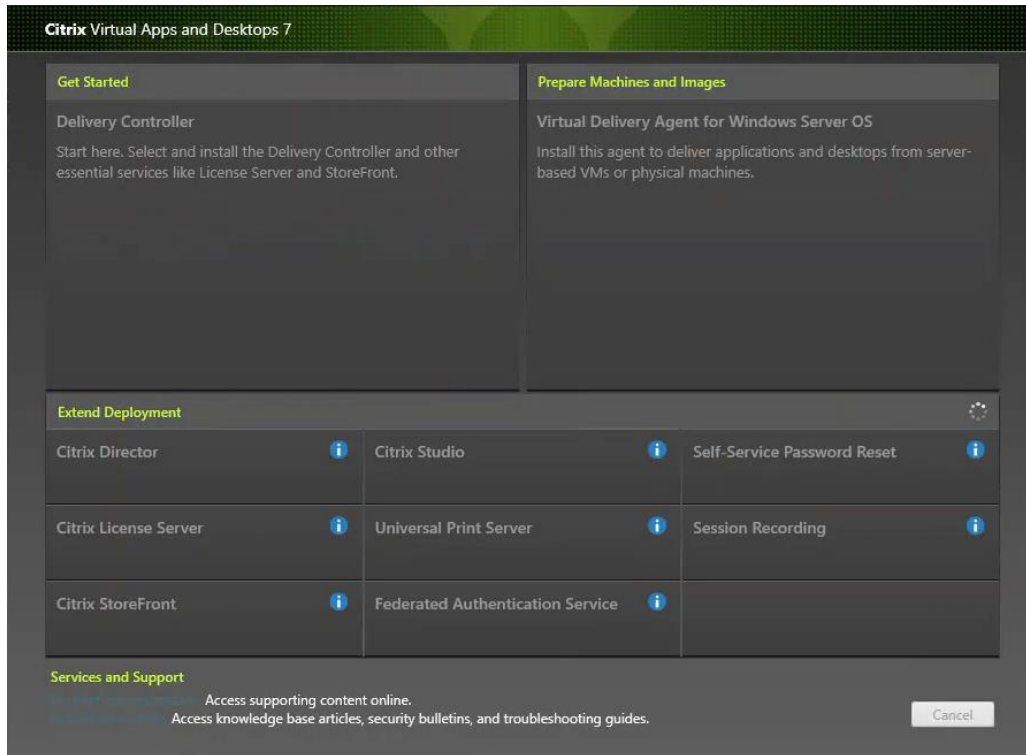 Citrix Virtual Apps and Desktops 7
Get Started
Delivery Controller
Start here. Select and install the Delivery Controller and other
essential services like License Server and StoreFront.
Prepare Machines and Images
Virtual Delivery Agent for Windows Server OS
Install this agent to deliver applications and desktops from server-
based VMs or physical machines.
Extend Deployment
Citrix Director
Citrix Studio
Self-Service Password Reset
Citrix License Server
Universal Print Server
Session Recording
Citrix StoreFront
Federated Authentication Service
Services and Support
Access supporting content online.
Access knowledge base articles, security bulletins, and troubleshooting guides.
Cancel